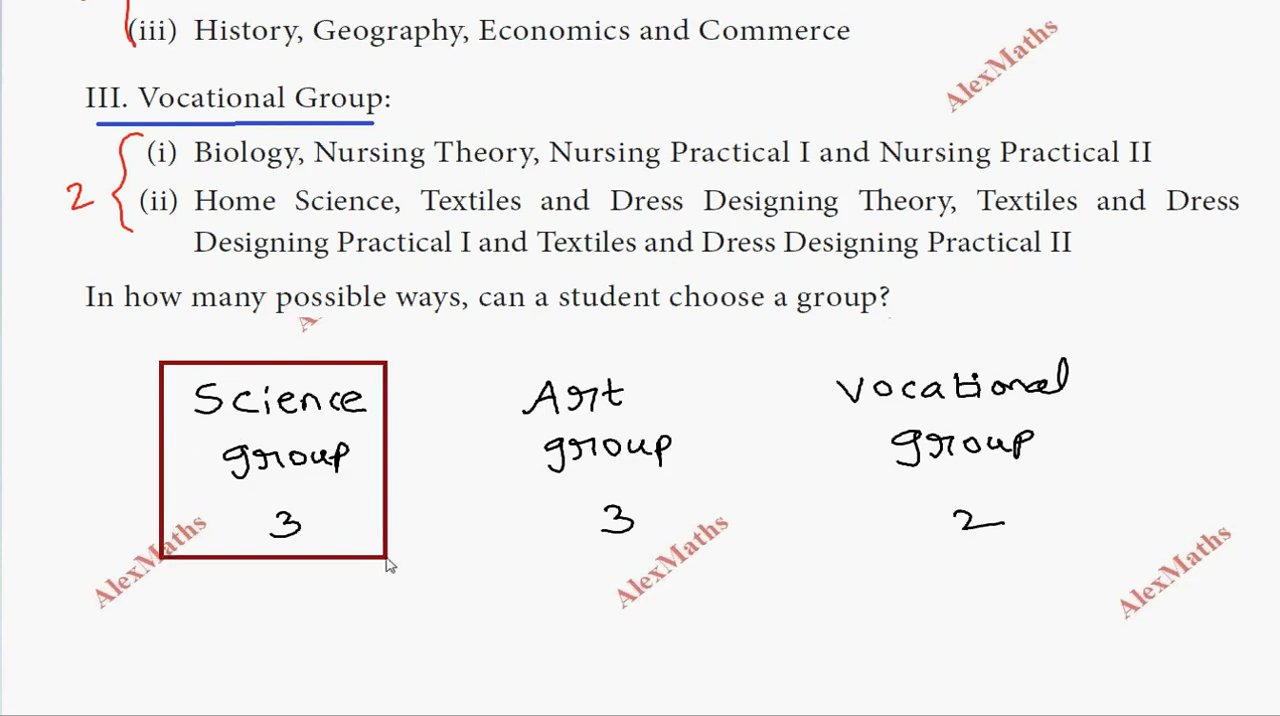 (iii) History, Geography, Economics and Commerce
AlexMaths
III. Vocational Group:
2
(i) Biology, Nursing Theory, Nursing Practical I and Nursing Practical II
(ii) Home Science, Textiles and Dress Designing Theory, Textiles and Dress
Designing Practical I and Textiles and Dress Designing Practical II
In how many possible ways, can a student choose a group?
Science Art Vocational
group group group
3 3 2
AlexMaths AlexMaths AlexMaths